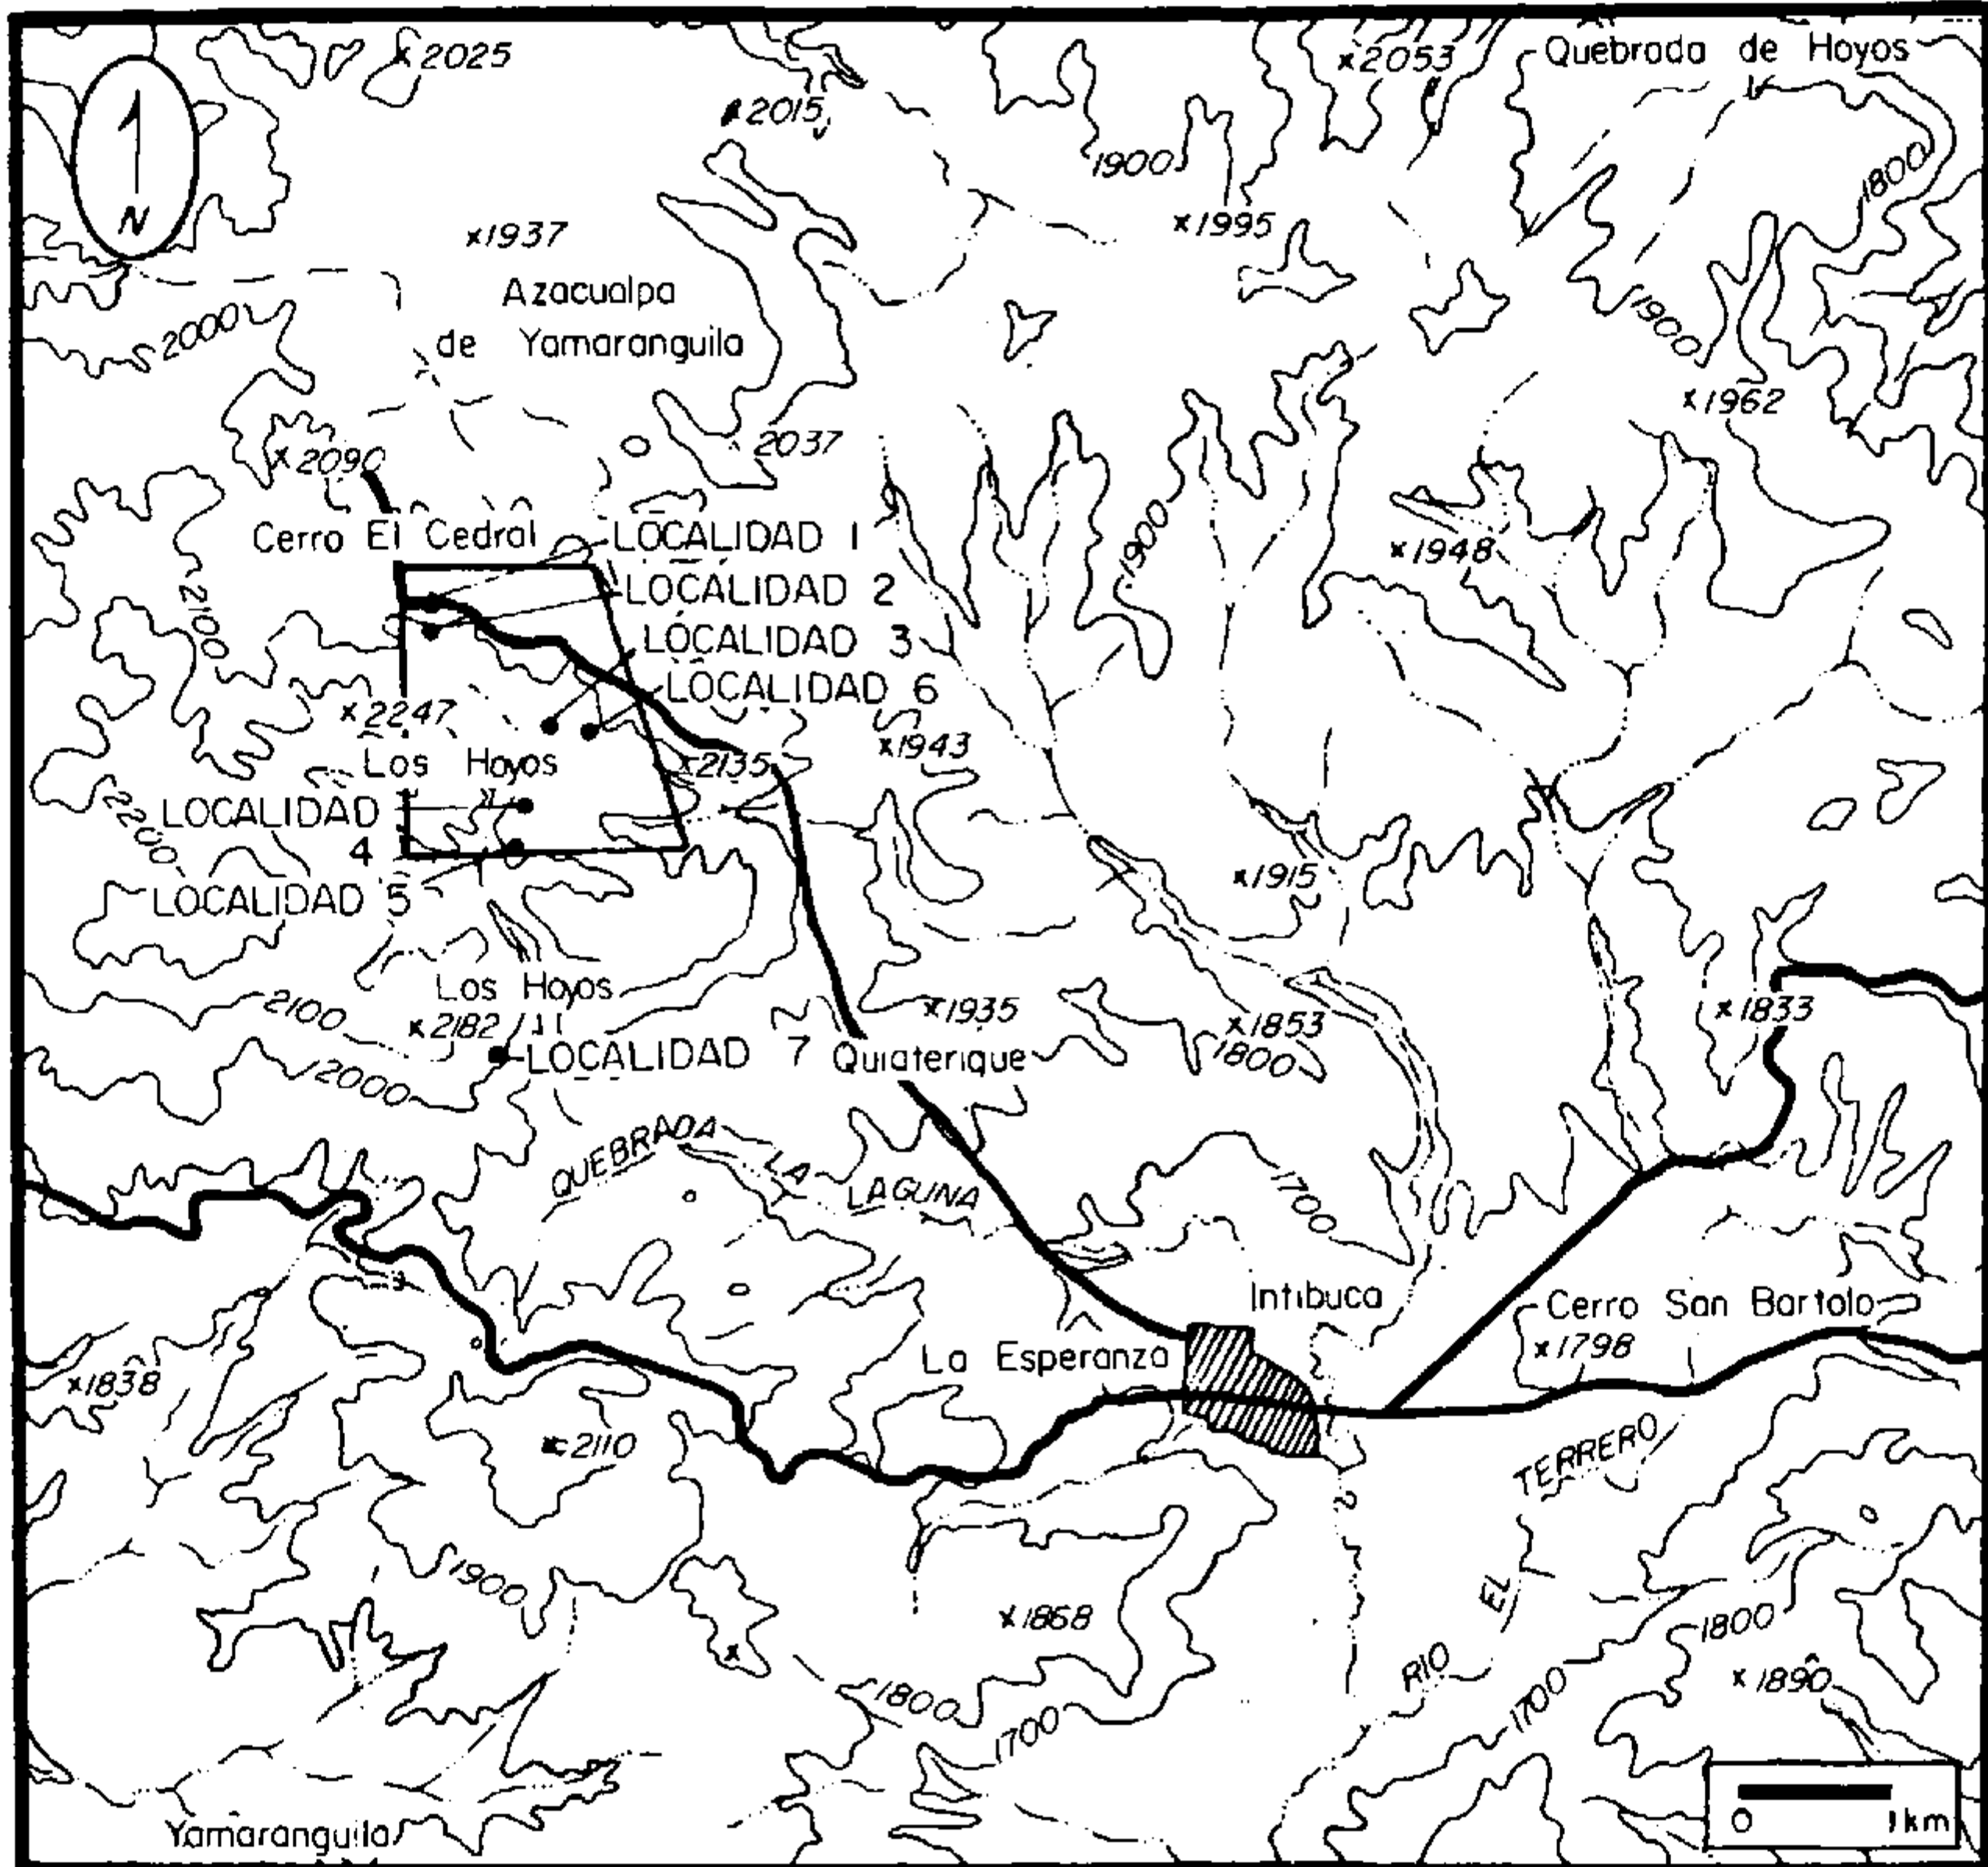 x2025
x2053
Quebrada de Hoyos
x2015
1900
1800
N
x1937
x1995
Azacualpa
de Yamaranguila
2000
1900
x1962
x2090
2037
Cerro El Cedral
LOCALIDAD 1
1900
x1948
LOCALIDAD 2
2100
LOCALIDAD 3
LOCALIDAD 6
x2247
x1943
Los Hoyos
x2135
LOCALIDAD
4
2200
x1915
LOCALIDAD 5
Los Hoyos
2100
x2182
x1935
x1853
x1833
LOCALIDAD 7
Quiaterique
1800
2000
QUEBRADA
LA
LAGUNA
1700
Intibuca
Cerro San Bartolo
La Esperanza
x1798
x1838
x2110
TERRERO
1900
EL
x1868
1800
RIO
x1890
1800
1700
1700
Yamaranguila
0 1km